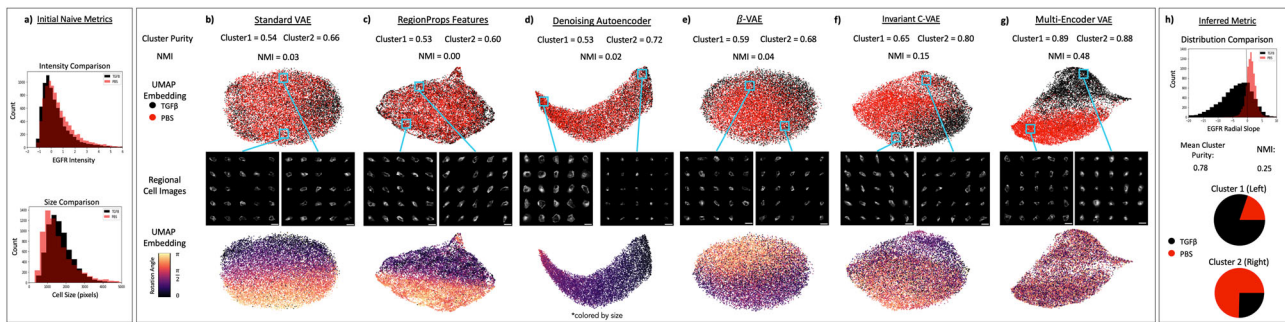 a)
Initial Naive Metrics
Intensity Comparison
TGFβ
PBS
Count
EGFR Intensity
Size Comparison
TGFβ
PBS
Count
Cell Size (pixels)
Cluster Purity
NMI
UMAP
Embedding
TGFβ
PBS
Regional
Cell Images
UMAP
Embedding
Rotation Angle
π
π/2
0
b)
Standard VAE
Cluster1 = 0.54 Cluster2 = 0.66
NMI = 0.03
c)
RegionProps Features
Cluster1 = 0.53 Cluster2 = 0.60
NMI = 0.00
d)
Denoising Autoencoder
Cluster1 = 0.53 Cluster2 = 0.72
NMI = 0.02
*colored by size
e)
β-VAE
Cluster1 = 0.59 Cluster2 = 0.68
NMI = 0.04
f)
Invariant C-VAE
Cluster1 = 0.65 Cluster2 = 0.80
NMI = 0.15
g)
Multi-Encoder VAE
Cluster1 = 0.89 Cluster2 = 0.88
NMI = 0.48
h)
Inferred Metric
Distribution Comparison
TGFβ
PBS
Count
EGFR Radial Slope
Mean Cluster
Purity:
0.78
NMI:
0.25
Cluster 1 (Left)
TGFβ
PBS
Cluster 2 (Right)